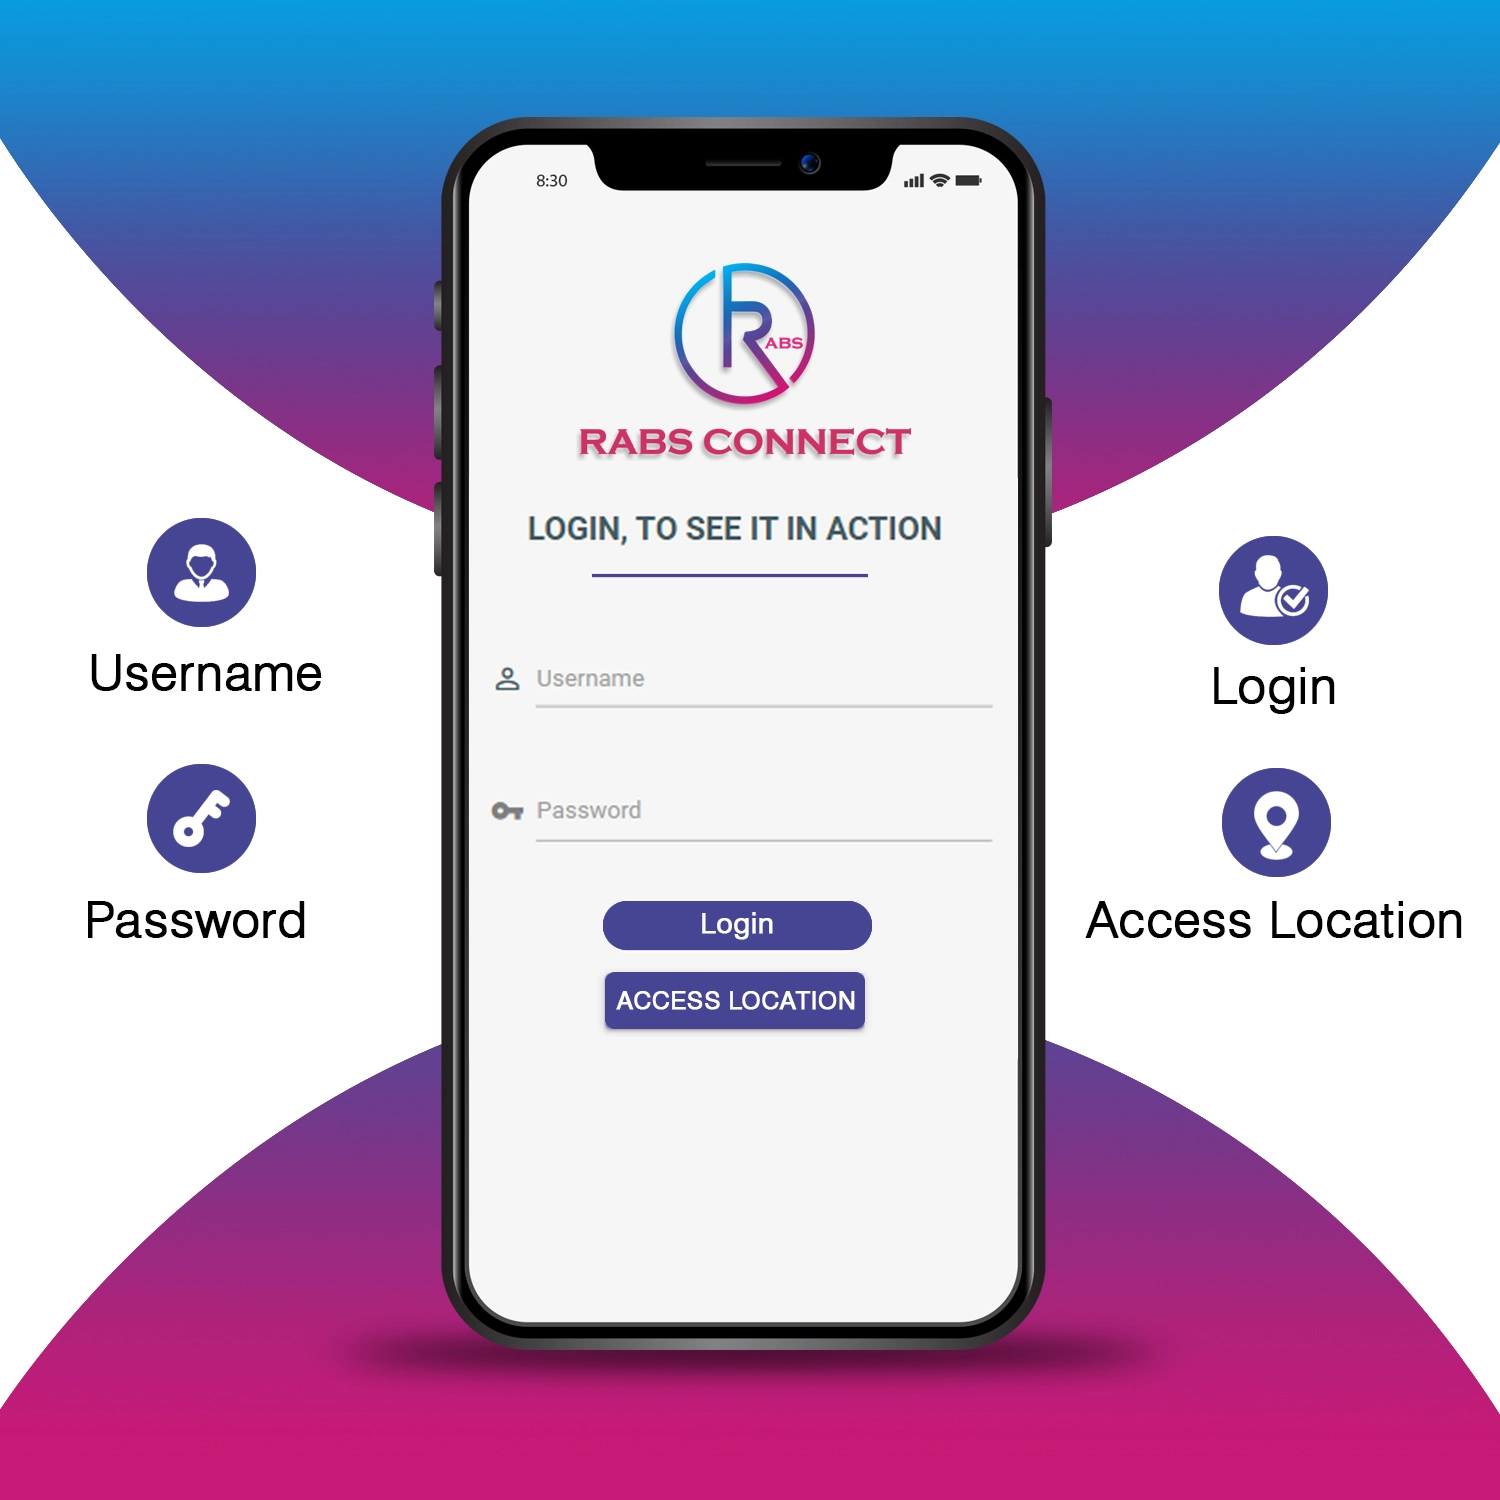 8:30
R
ABS
RABS CONNECT
LOGIN, TO SEE IT IN ACTION
Username
Password
Login
ACCESS LOCATION
Username
Password
Login
Access Location